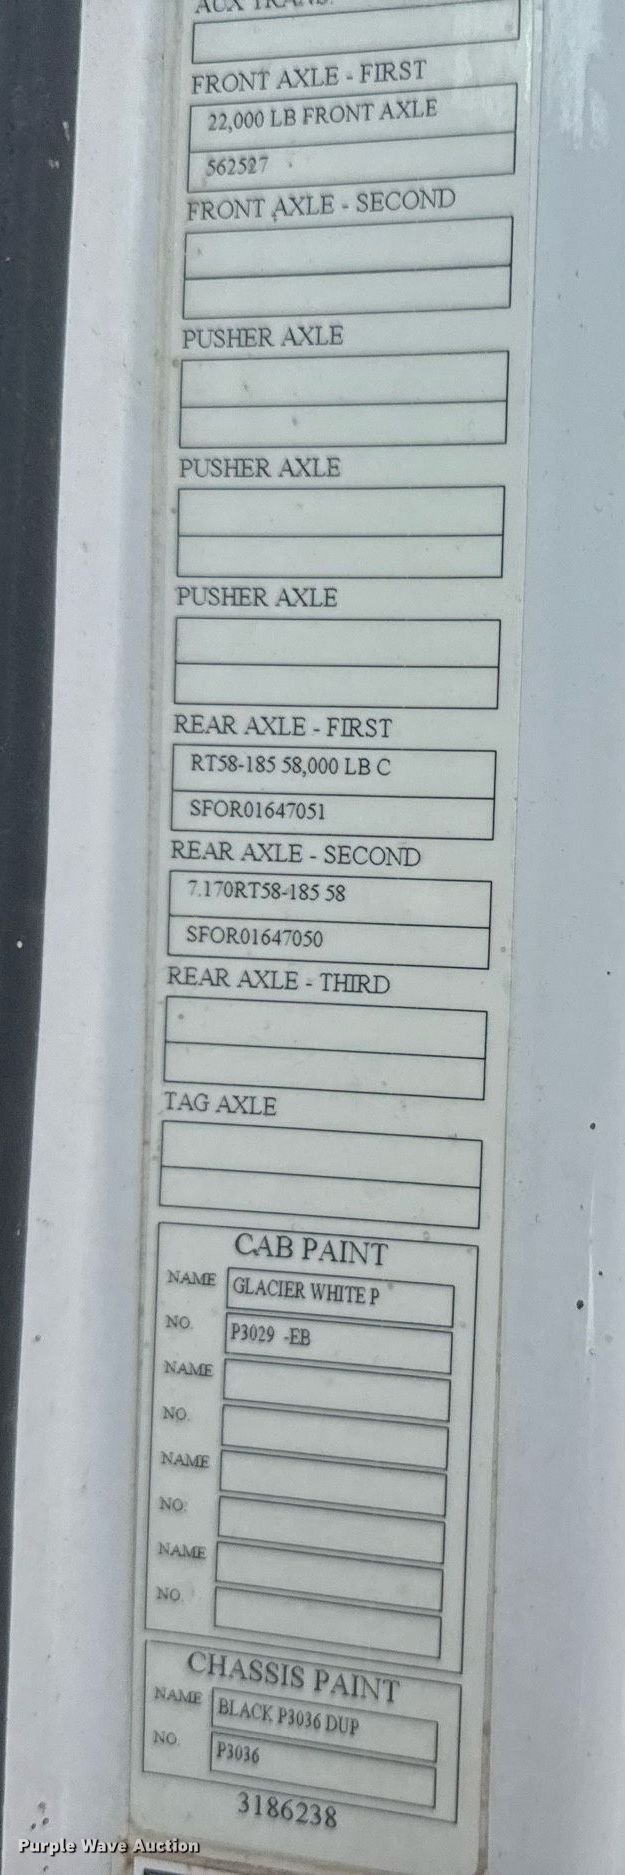 AUX TRANS.
FRONT AXLE - FIRST
22,000 LB FRONT AXLE
562527
FRONT AXLE - SECOND
PUSHER AXLE
PUSHER AXLE
PUSHER AXLE
REAR AXLE - FIRST
RT58-185 58,000 LB C
SFOR01647051
REAR AXLE - SECOND
7.170RT58-185 58
SFOR01647050
REAR AXLE - THIRD
TAG AXLE
CAB PAINT
NAME GLACIER WHITE P
NO. P3029 -EB
NAME
NO.
NAME
NO.
NAME
NO.
CHASSIS PAINT
NAME BLACK P3036 DUP
NO. P3036
3186238
Purple Wave Auction